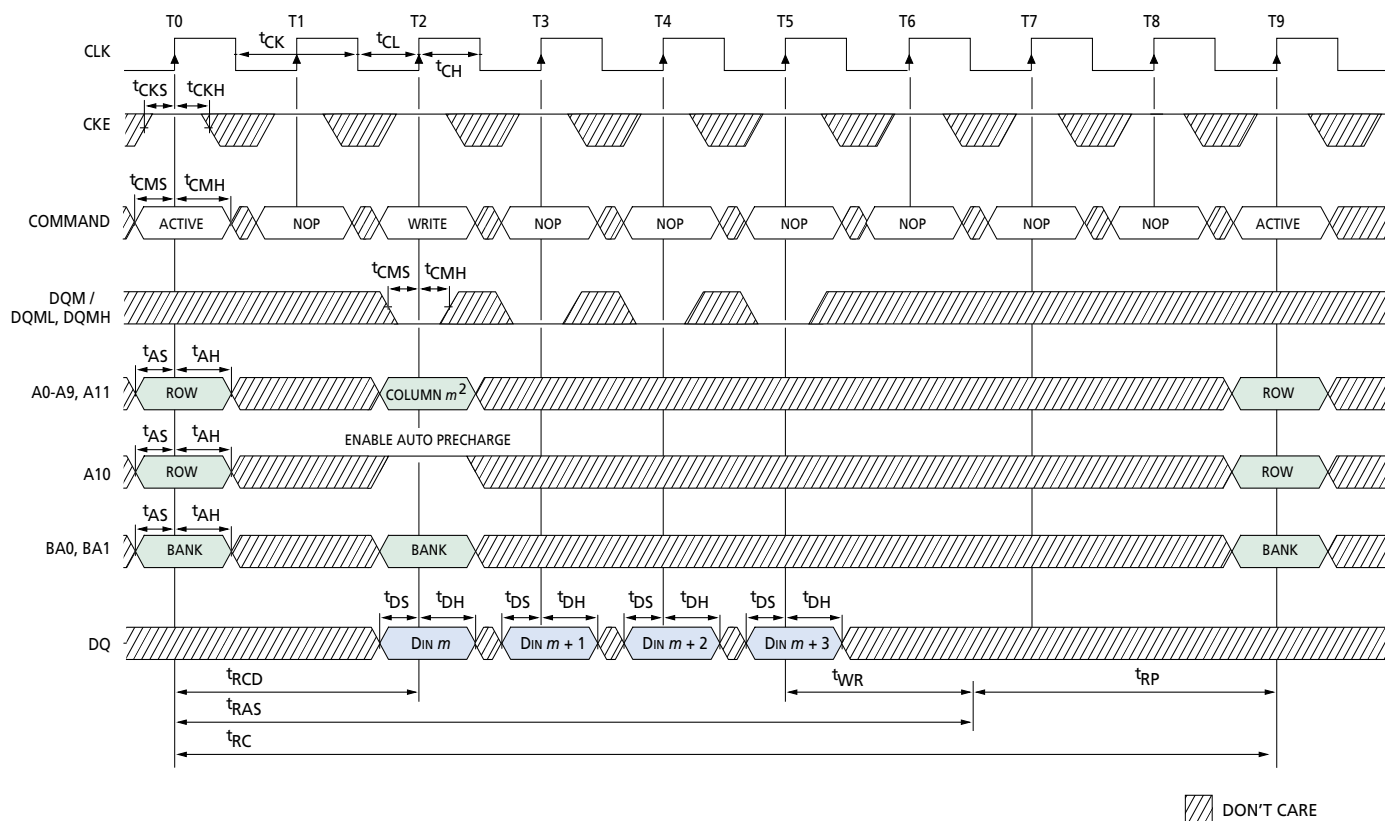 T0 T1 T2 T3 T4 T5 T6 T7 T8 T9
CLK
tCK tCL
tCH
tCKS tCKH
CKE
tCMS tCMH
COMMAND ACTIVE NOP WRITE NOP NOP NOP NOP NOP NOP ACTIVE
tCMS tCMH
DQM /
DQML, DQMH
tAS tAH
A0-A9, A11 ROW COLUMN m2 ROW
tAS tAH
ENABLE AUTO PRECHARGE
A10 ROW ROW
tAS tAH
BA0, BA1 BANK BANK BANK
tDS tDH tDS tDH tDS tDH tDS tDH
DQ DIN m DIN m + 1 DIN m + 2 DIN m + 3
tRCD tWR tRP
tRAS
tRC
DON'T CARE